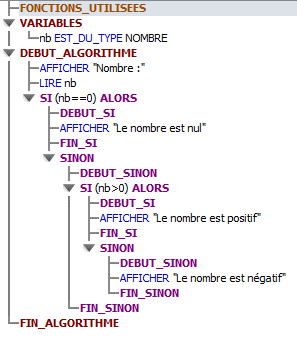 FONCTIONS_UTILISEES
VARIABLES
nb EST_DU_TYPE NOMBRE
DEBUT_ALGORITHME
AFFICHER "Nombre :"
LIRE nb
SI (nb==0) ALORS
DEBUT_SI
AFFICHER "Le nombre est nul"
FIN_SI
SINON
DEBUT_SINON
SI (nb>0) ALORS
DEBUT_SI
AFFICHER "Le nombre est positif"
FIN_SI
SINON
DEBUT_SINON
AFFICHER "Le nombre est négatif"
FIN_SINON
FIN_SINON
FIN_ALGORITHME